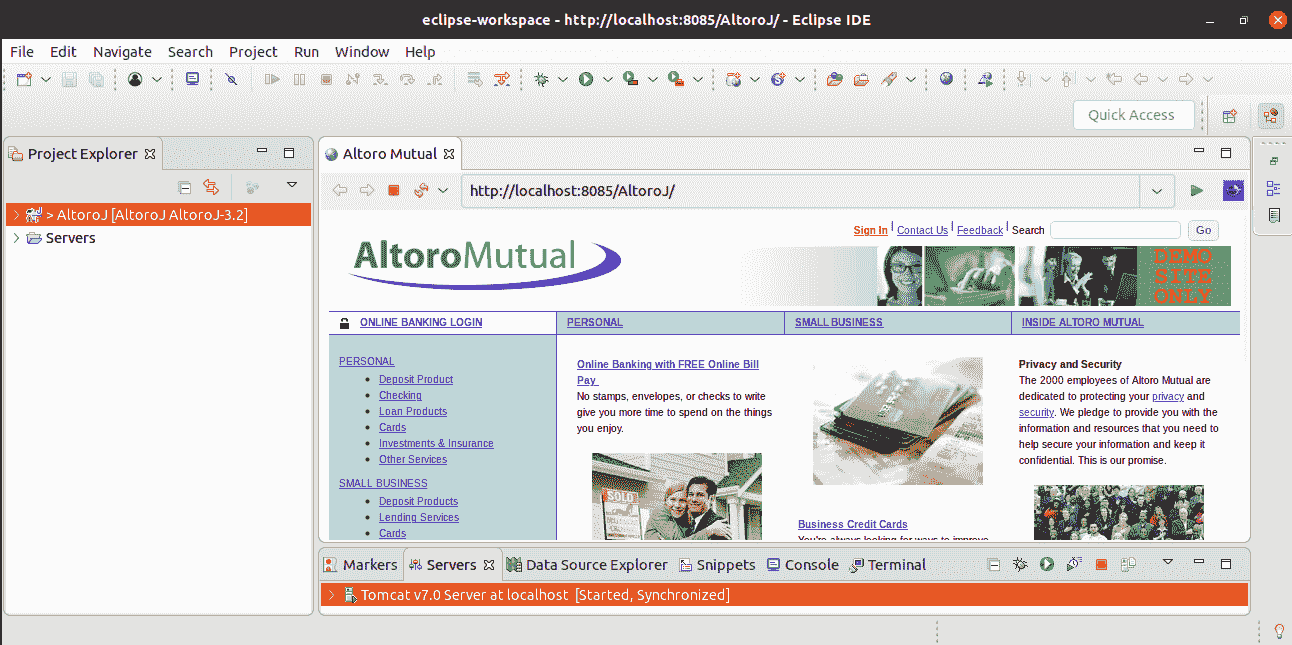 eclipse-workspace - http://localhost:8085/AltoroJ/ - Eclipse IDE
File Edit Navigate Search Project Run Window Help
Quick Access
Project Explorer
> AltoroJ [AltoroJ AltoroJ-3.2]
Servers
Altoro Mutual
http://localhost:8085/AltoroJ/
Sign In | Contact Us | Feedback | Search Go
AltoroMutual
DEMO
SITE
ONLY
ONLINE BANKING LOGIN
PERSONAL
SMALL BUSINESS
INSIDE ALTORO MUTUAL
PERSONAL
Deposit Product
Checking
Loan Products
Cards
Investments & Insurance
Other Services
SMALL BUSINESS
Deposit Products
Lending Services
Cards
Online Banking with FREE Online Bill
Pay
No stamps, envelopes, or checks to write
give you more time to spend on the things
you enjoy.
SOLD
Business Credit Cards
You're always looking for ways to improve
Privacy and Security
The 2000 employees of Altoro Mutual are
dedicated to protecting your privacy and
security. We pledge to provide you with the
information and resources that you need to
help secure your information and keep it
confidential. This is our promise.
Markers Servers Data Source Explorer Snippets Console Terminal
Tomcat v7.0 Server at localhost [Started, Synchronized]